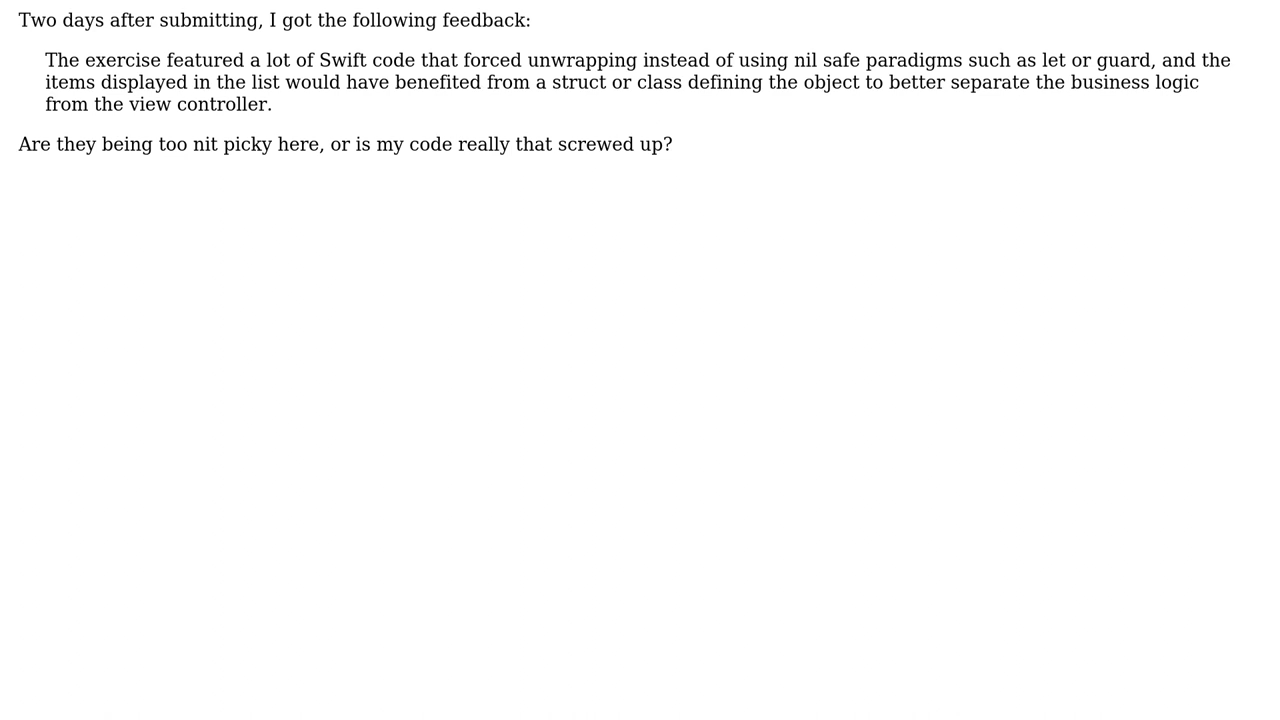 Two days after submitting, I got the following feedback:
The exercise featured a lot of Swift code that forced unwrapping instead of using nil safe paradigms such as let or guard, and the
items displayed in the list would have benefited from a struct or class defining the object to better separate the business logic
from the view controller.
Are they being too nit picky here, or is my code really that screwed up?